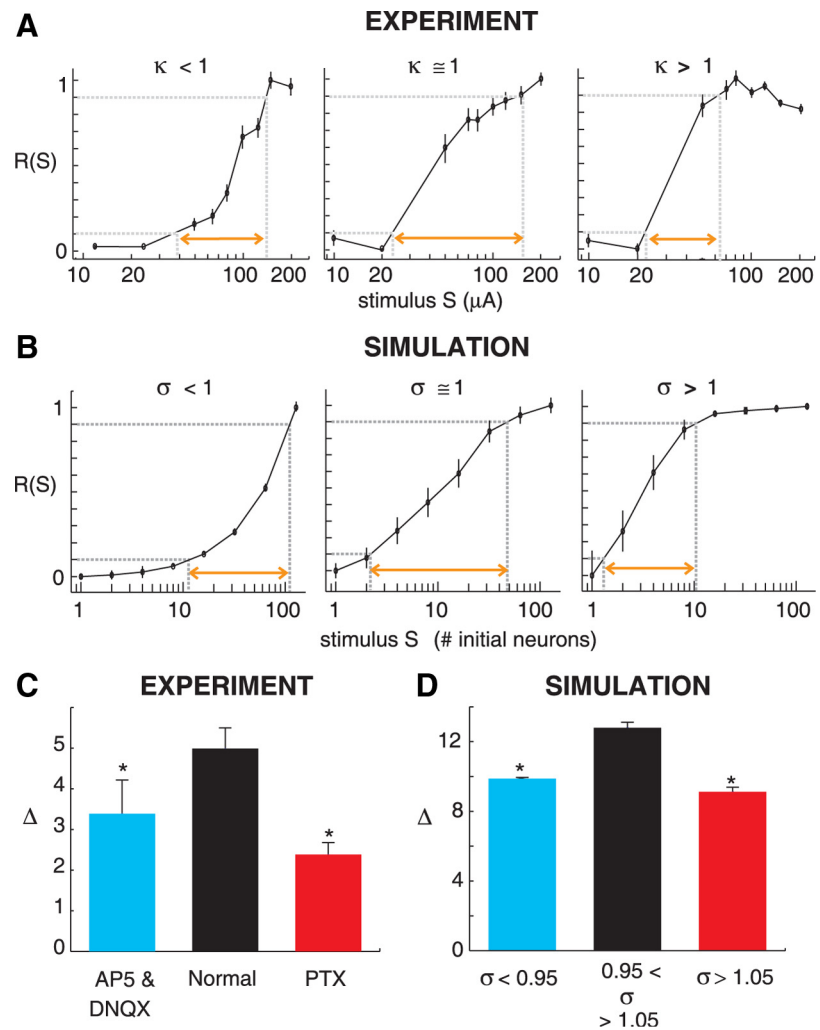 A
EXPERIMENT
κ < 1
κ ≅ 1
κ > 1
1
R(S)
0
10 20 100 200
10 20 100 200
10 20 100 200
stimulus S (μA)
B
SIMULATION
σ < 1
σ ≅ 1
σ > 1
1
R(S)
0
1 10 100
1 10 100
1 10 100
stimulus S (# initial neurons)
C
EXPERIMENT
5
4
3
2
1
0
Δ
*
*
AP5 &
DNQX
Normal
PTX
D
SIMULATION
12
8
4
0
Δ
*
*
σ < 0.95
0.95 <
σ
> 1.05
σ > 1.05